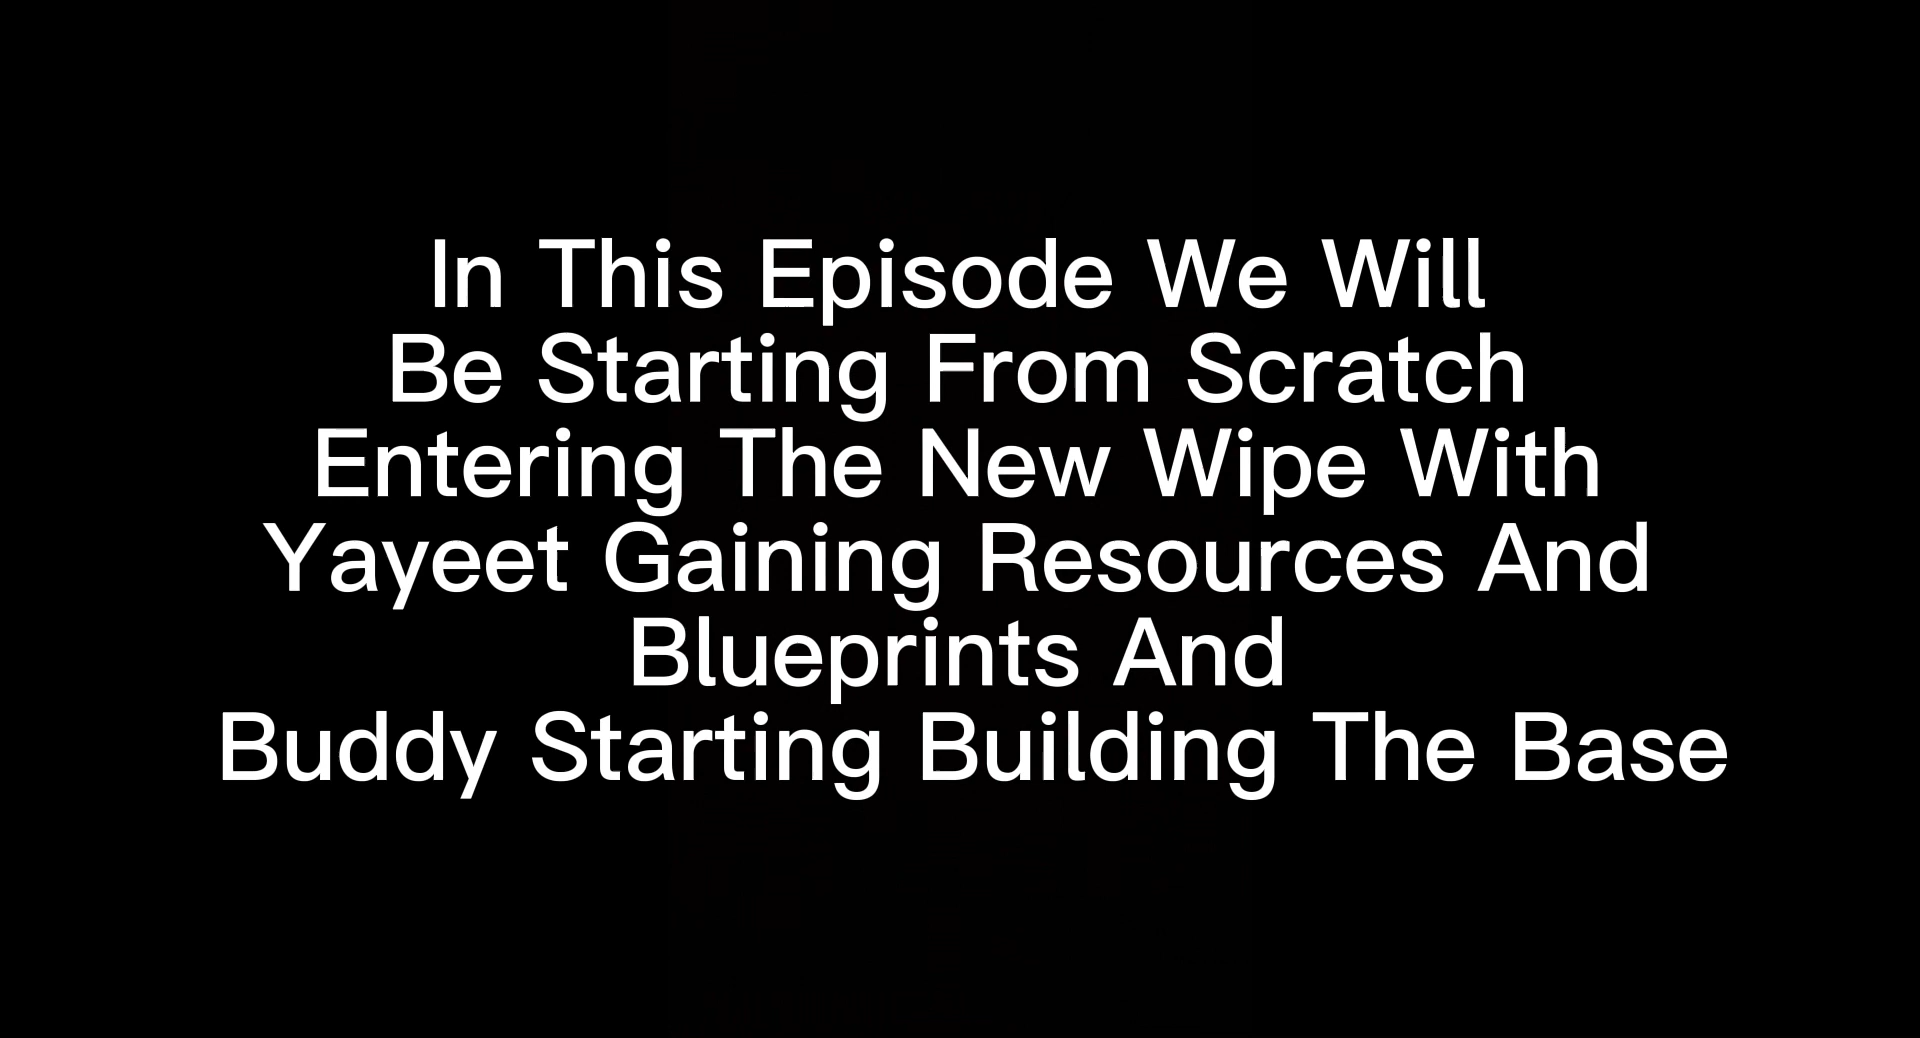 In This Episode We Will
Be Starting From Scratch
Entering The New Wipe With
Yayeet Gaining Resources And
Blueprints And
Buddy Starting Building The Base